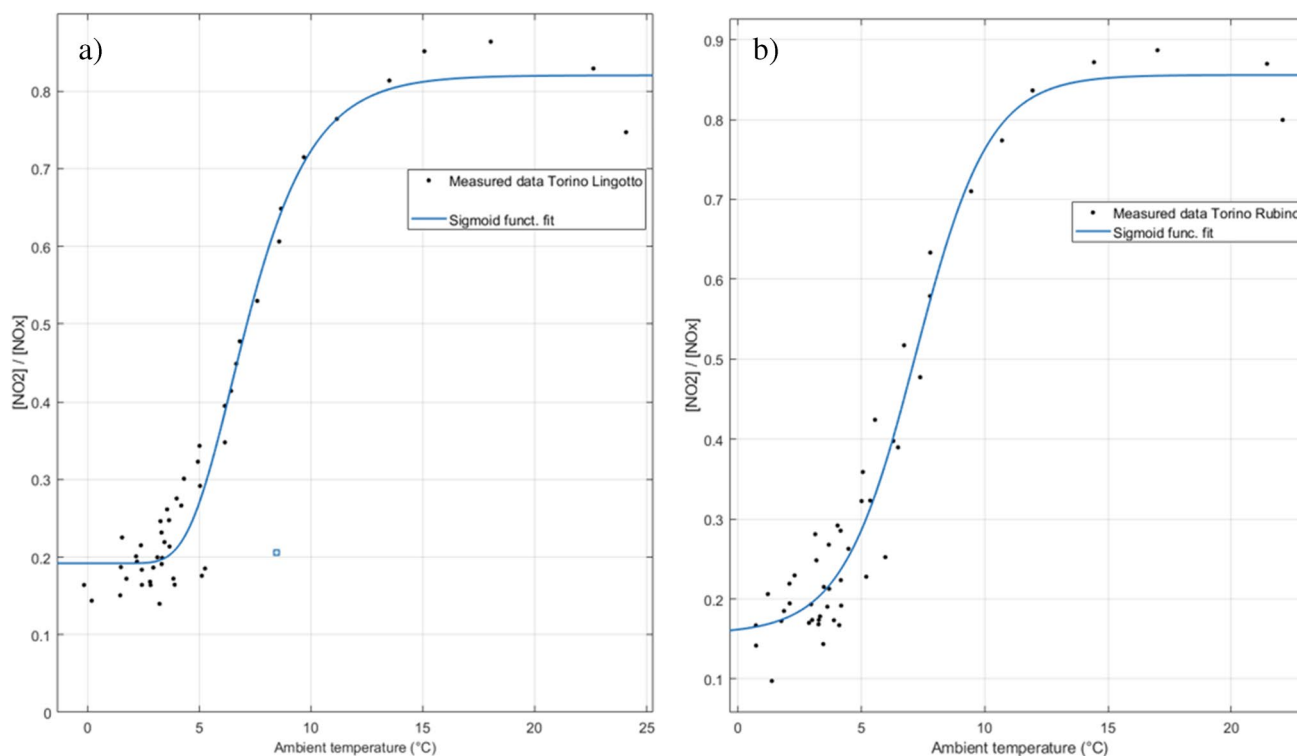 a)
0.8
0.7
0.6
0.5
0.4
0.3
0.2
0.1
0
[NO2] / [NOx]
Measured data Torino Lingotto
Sigmoid funct. fit
0 5 10 15 20 25
Ambient temperature (°C)
b)
0.9
0.8
0.7
0.6
0.5
0.4
0.3
0.2
0.1
[NO2] / [NOx]
Measured data Torino Rubino
Sigmoid func. fit
0 5 10 15 20
Ambient temperature (°C)